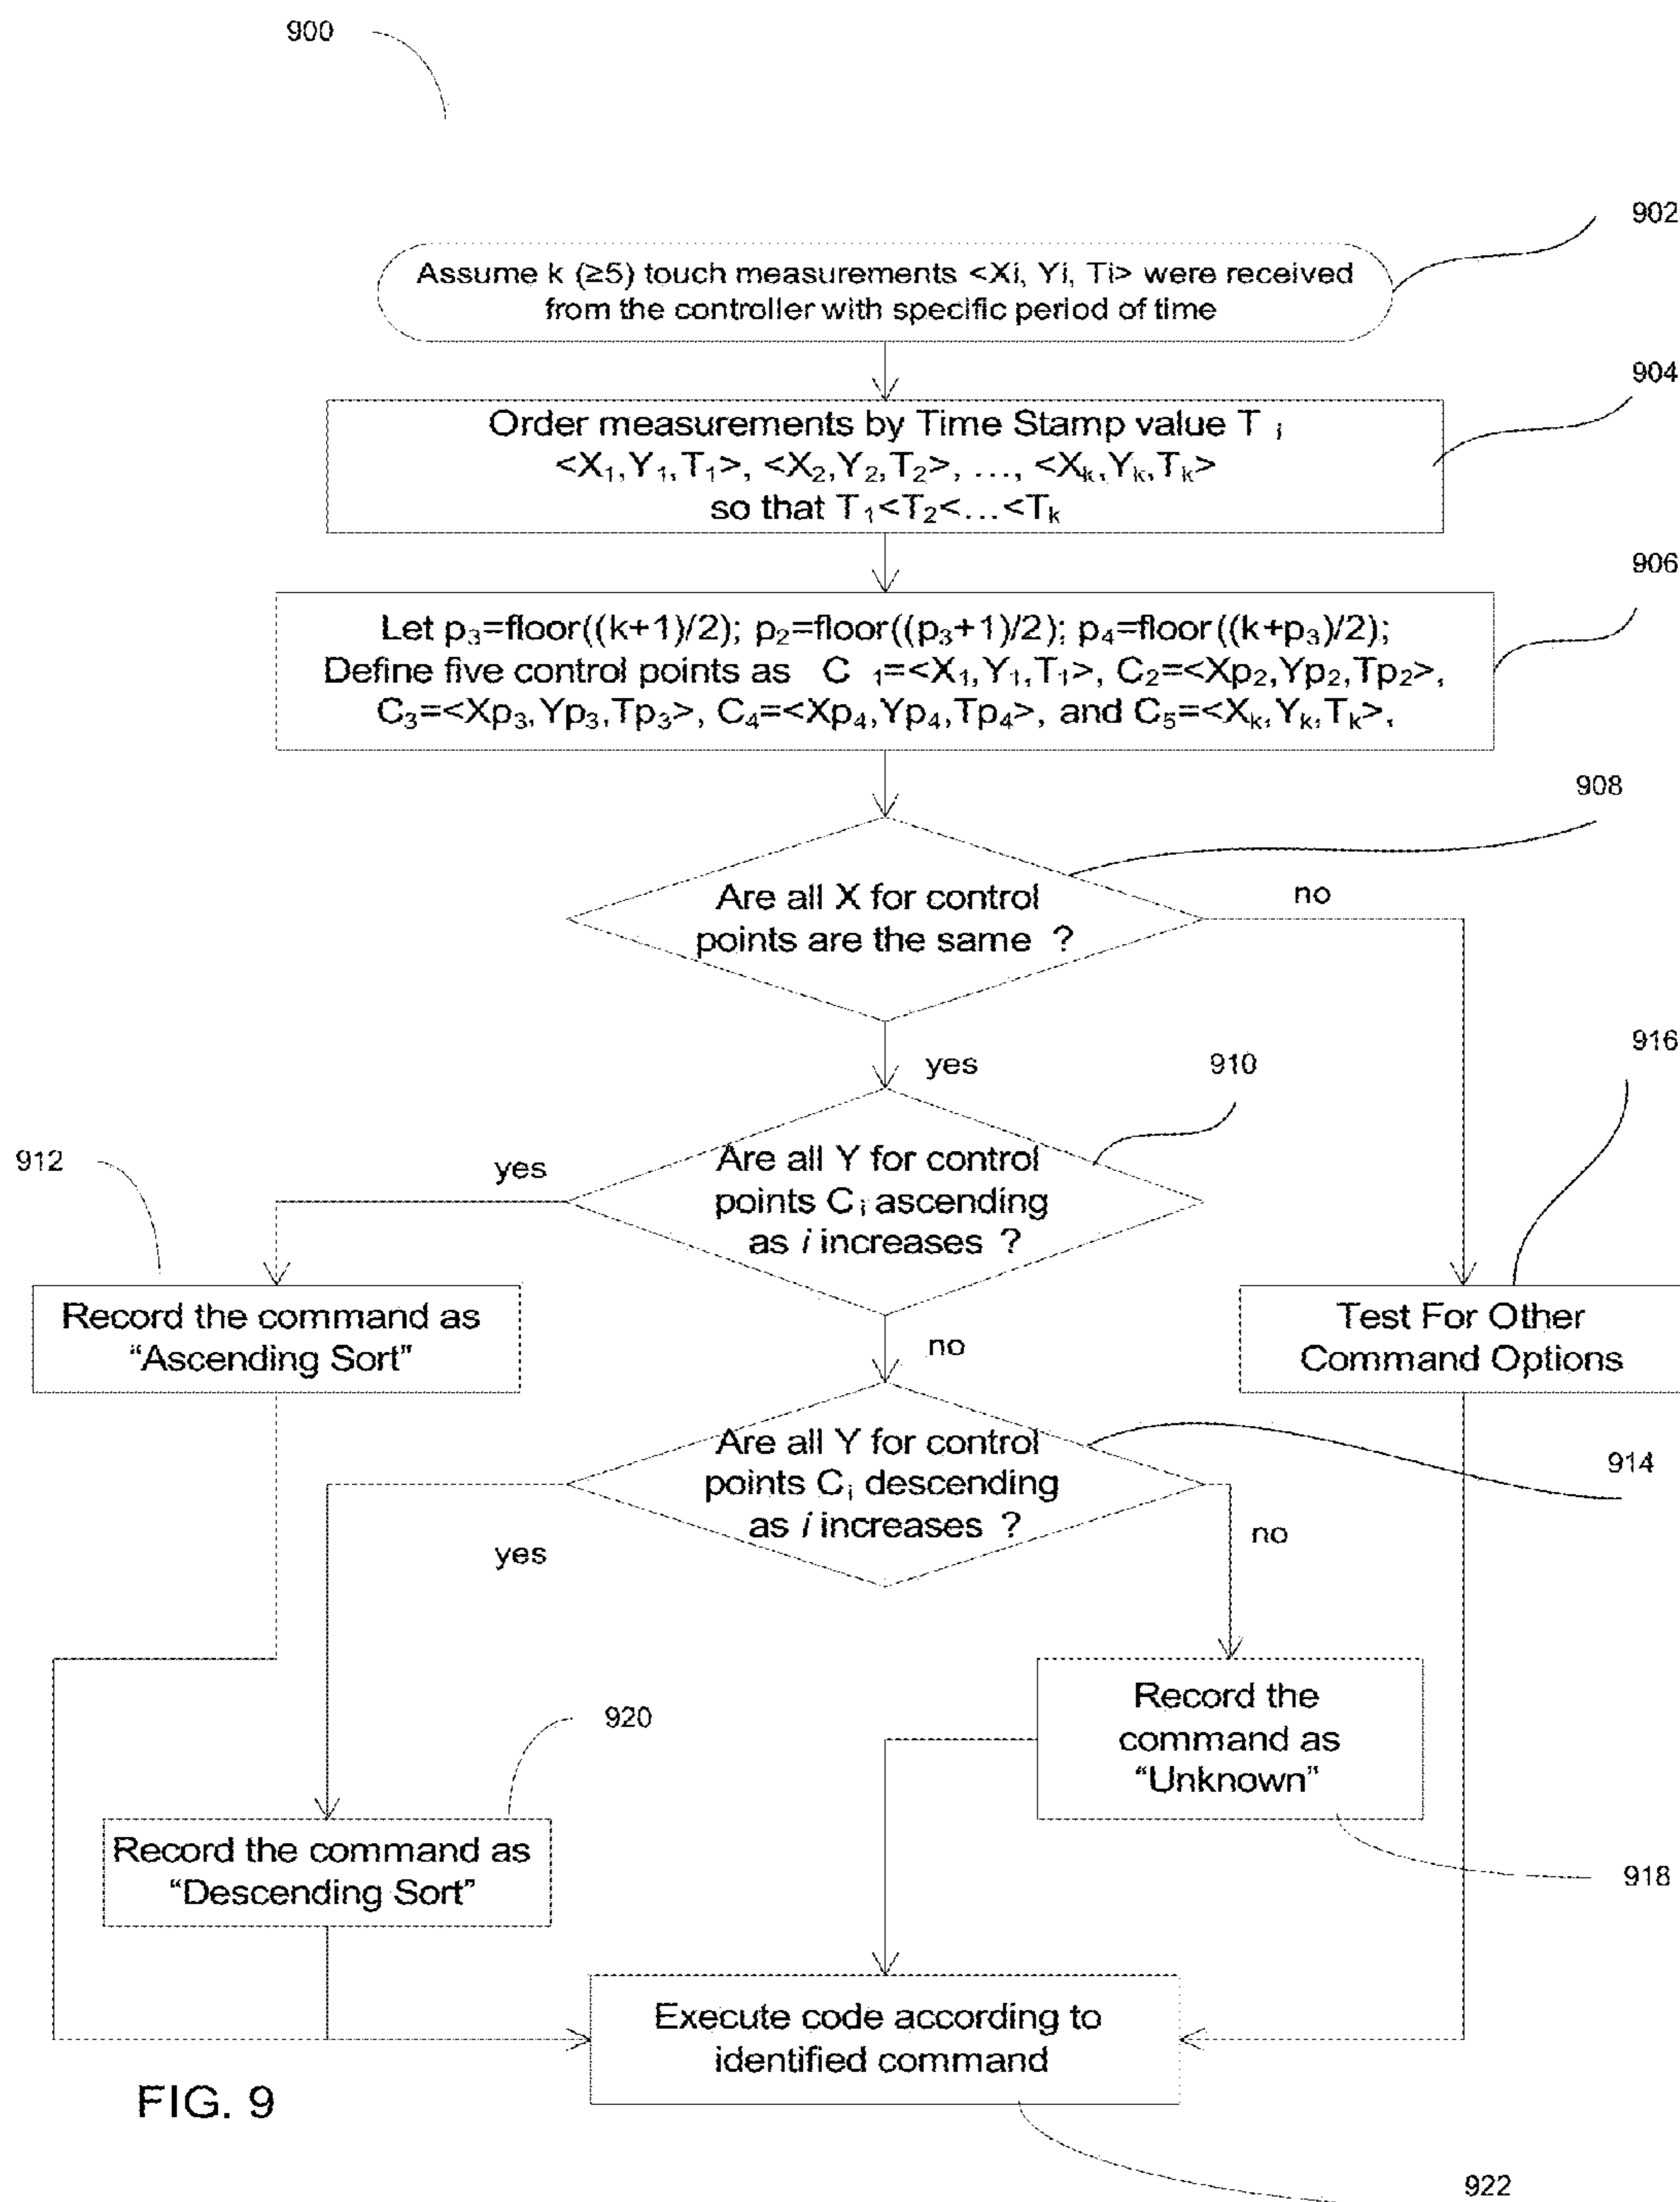 900
902
Assume k (≥5) touch measurements <Xi, Yi, Ti> were received
from the controller with specific period of time
904
Order measurements by Time Stamp value T i
<X1,Y1,T1>, <X2,Y2,T2>, ..., <Xk,Yk,Tk>
so that T1<T2<...<Tk
906
Let p3=floor((k+1)/2); p2=floor((p3+1)/2); p4=floor((k+p3)/2);
Define five control points as C 1=<X1,Y1,T1>, C2=<Xp2,Yp2,Tp2>,
C3=<Xp3,Yp3,Tp3>, C4=<Xp4,Yp4,Tp4>, and C5=<Xk,Yk,Tk>,
908
Are all X for control
points are the same ?
no
yes
910
916
912
yes
Are all Y for control
points Ci ascending
as i increases ?
Record the command as
"Ascending Sort"
no
Test For Other
Command Options
914
Are all Y for control
points Ci descending
as i increases ?
yes
no
920
Record the
command as
"Unknown"
918
Record the command as
"Descending Sort"
Execute code according to
identified command
FIG. 9
922